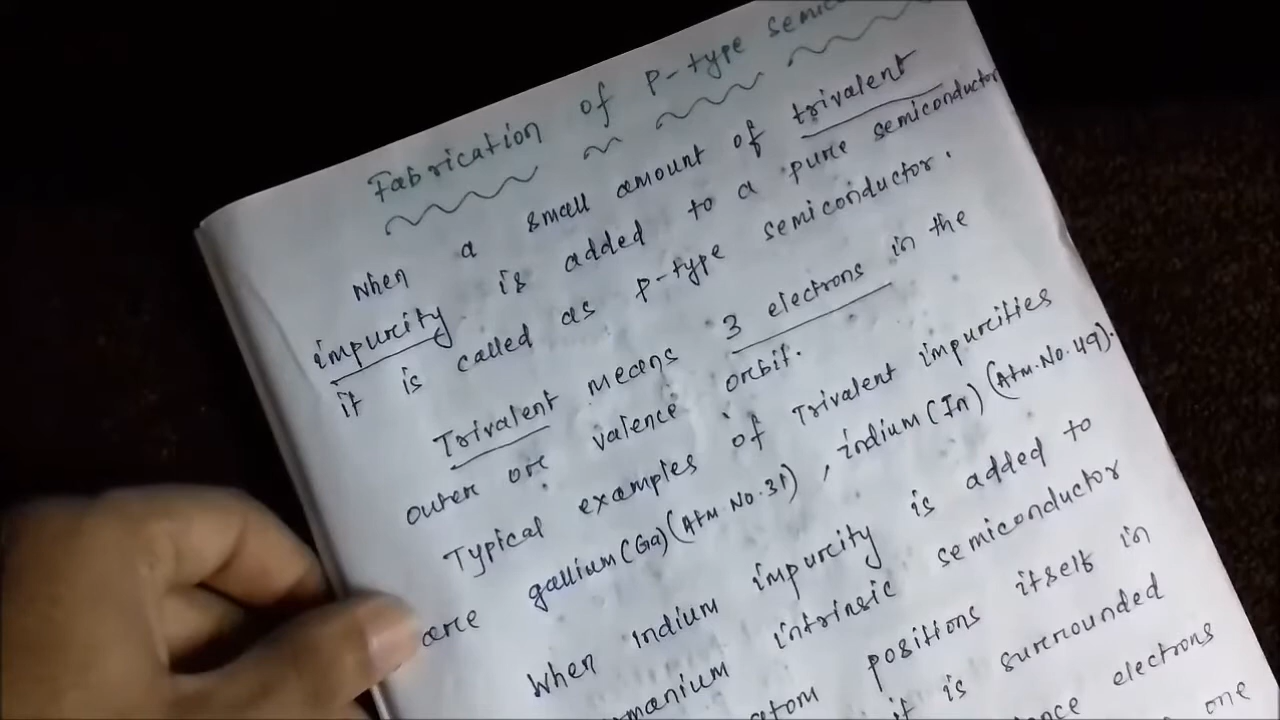 Fabrication of P-type
When a small amount of trivalent
impurity is added to a pure semiconductor
it is called as P-type semiconductor.
Trivalent means 3 electrons in the
outer ore valence orbit.
Typical examples of Trivalent impurities
are gallium (Ga) (Atm.No.31), indium (In) (Atm.No.49).
When indium impurity is added to
intrinsic semiconductor
atom positions itself in
it is surrounded
electrons
one